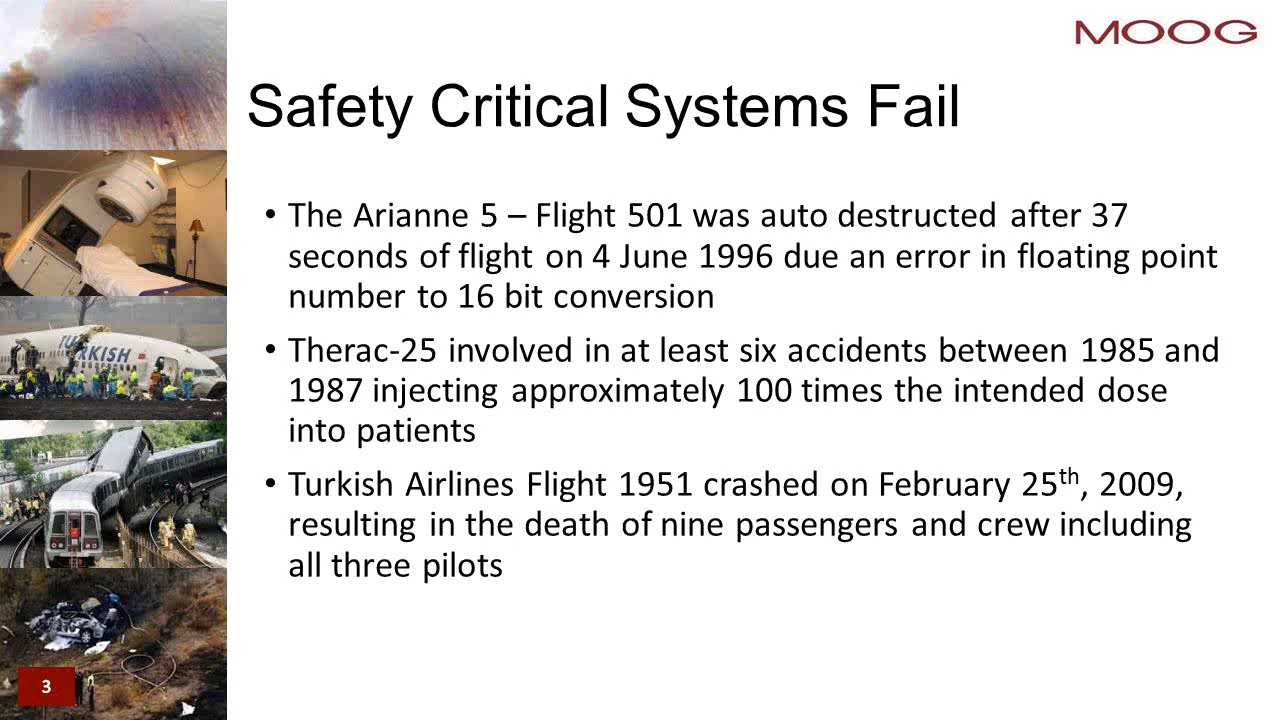 MOOG
Safety Critical Systems Fail
• The Arianne 5 – Flight 501 was auto destructed after 37
seconds of flight on 4 June 1996 due an error in floating point
number to 16 bit conversion
• Therac-25 involved in at least six accidents between 1985 and
1987 injecting approximately 100 times the intended dose
into patients
• Turkish Airlines Flight 1951 crashed on February 25th, 2009,
resulting in the death of nine passengers and crew including
all three pilots
TURKISH
3